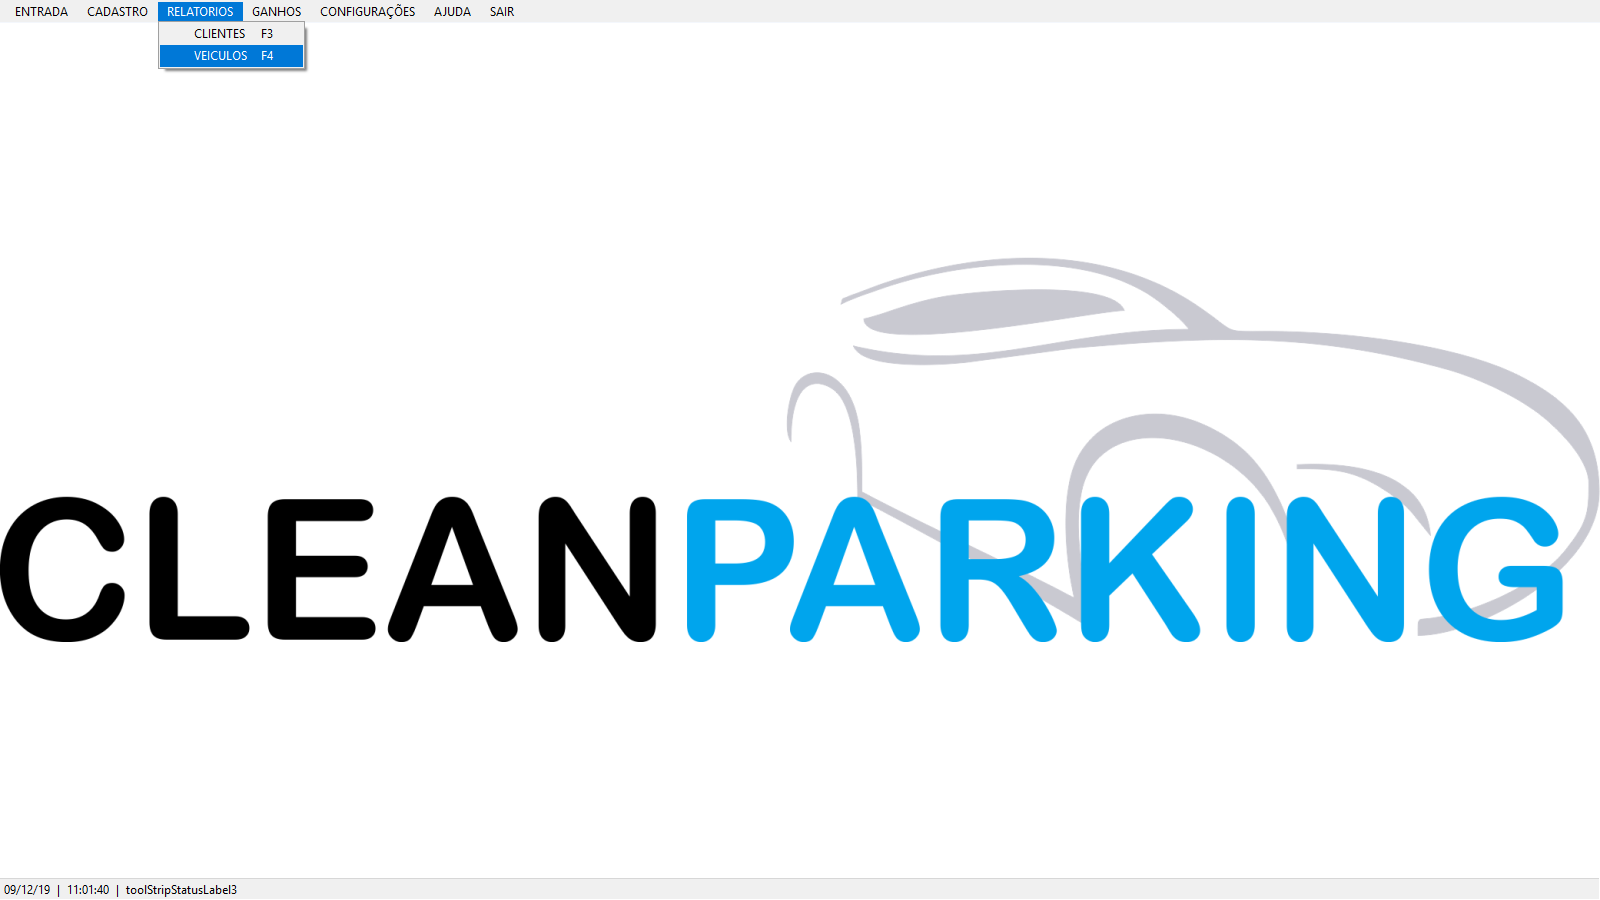 ENTRADA CADASTRO RELATORIOS GANHOS CONFIGURAÇÕES AJUDA SAIR
CLIENTES F3
VEICULOS F4
CLEANPARKING
09/12/19 | 11:01:40 | toolStripStatusLabel3